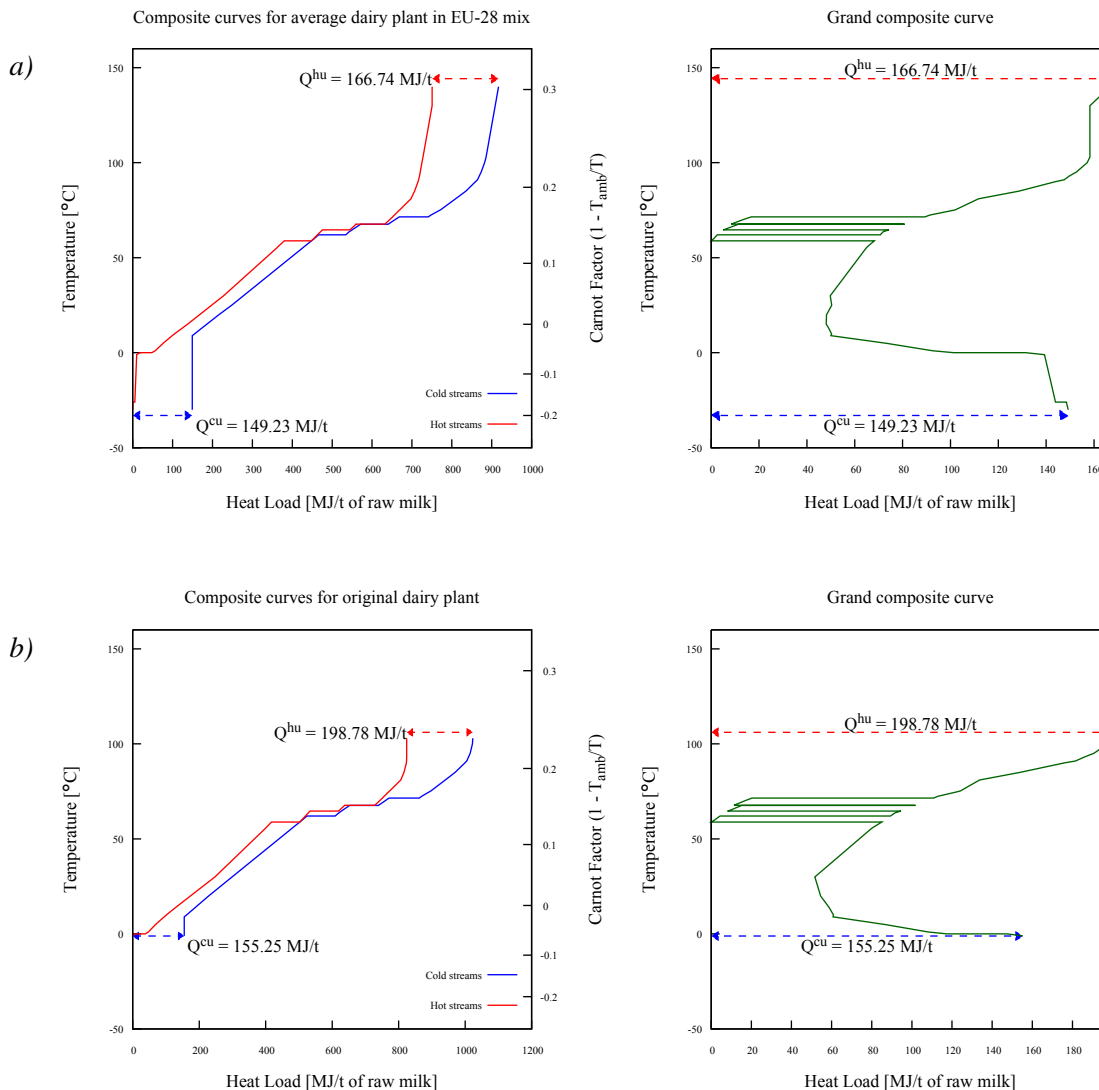 Composite curves for average dairy plant in EU-28 mix
Grand composite curve
a)
Q^hu = 166.74 MJ/t
Q^hu = 166.74 MJ/t
150
100
50
0
-50
Temperature [°C]
0.3
0.2
0.1
0
-0.1
-0.2
Carnot Factor (1 - T_amb/T)
Cold streams
Hot streams
Q^cu = 149.23 MJ/t
0 100 200 300 400 500 600 700 800 900 1000
Heat Load [MJ/t of raw milk]
150
100
50
0
-50
Temperature [°C]
Q^cu = 149.23 MJ/t
0 20 40 60 80 100 120 140 160
Heat Load [MJ/t of raw milk]
Composite curves for original dairy plant
Grand composite curve
b)
Q^hu = 198.78 MJ/t
Q^hu = 198.78 MJ/t
150
100
50
0
-50
Temperature [°C]
0.3
0.2
0.1
0
-0.1
-0.2
Carnot Factor (1 - T_amb/T)
Q^cu = 155.25 MJ/t
Cold streams
Hot streams
0 200 400 600 800 1000 1200
Heat Load [MJ/t of raw milk]
150
100
50
0
-50
Temperature [°C]
Q^cu = 155.25 MJ/t
0 20 40 60 80 100 120 140 160 180
Heat Load [MJ/t of raw milk]